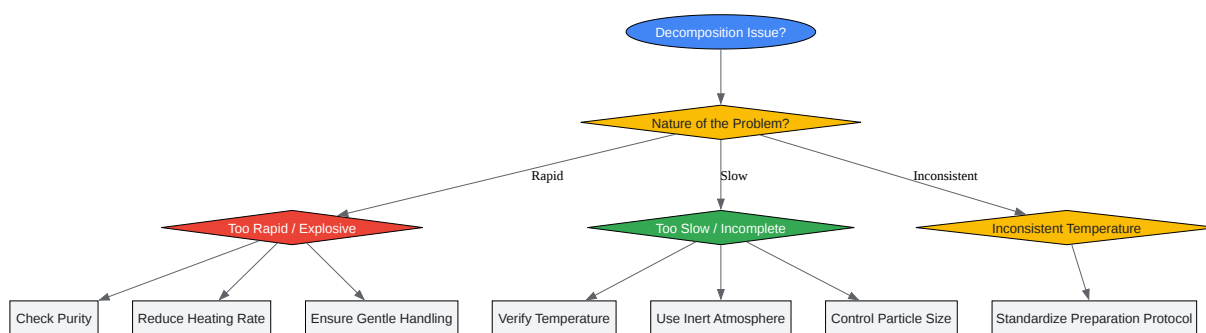 Decomposition Issue?
Nature of the Problem?
Rapid
Slow
Inconsistent
Too Rapid / Explosive
Too Slow / Incomplete
Inconsistent Temperature
Check Purity
Reduce Heating Rate
Ensure Gentle Handling
Verify Temperature
Use Inert Atmosphere
Control Particle Size
Standardize Preparation Protocol